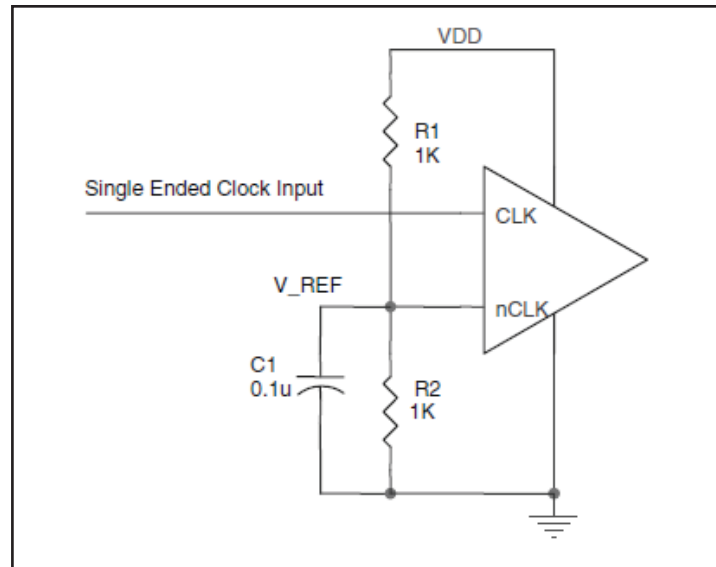 VDD
R1
1K
Single Ended Clock Input
CLK
V_REF
nCLK
C1
0.1u
R2
1K